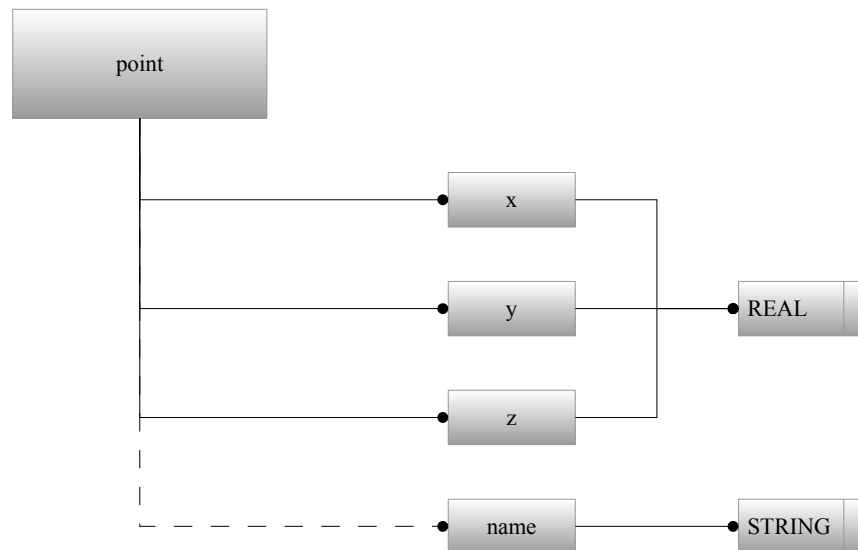 point
x
y
REAL
z
name
STRING